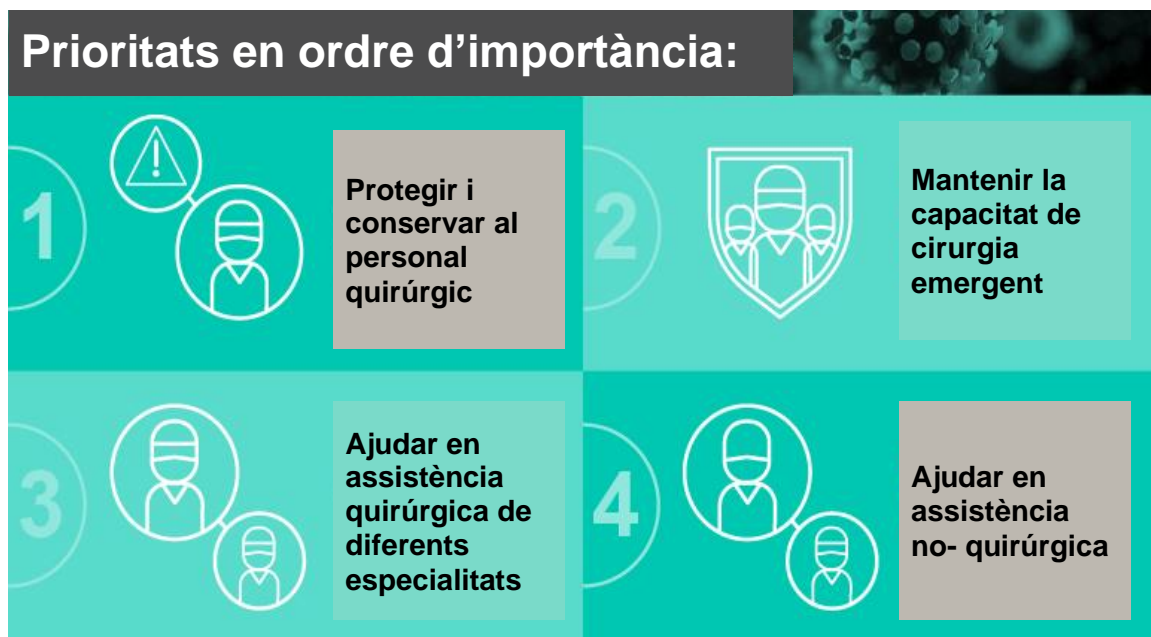 Prioritats en ordre d’importància:
1
Protegir i
conservar al
personal
quirúrgic
2
Mantenir la
capacitat de
cirurgia
emergent
3
Ajudar en
assistència
quirúrgica de
diferents
especialitats
4
Ajudar en
assistència
no- quirúrgica